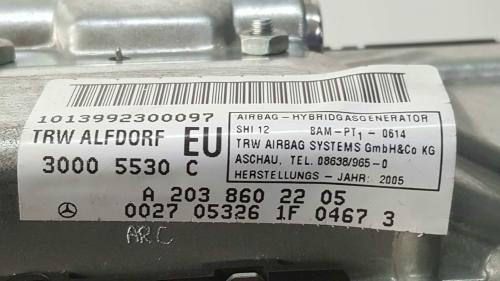 1013992300097
TRW ALFDORF EU
3000 5530 C
AIRBAG - HYBRIDGASGENERATOR
SHI 12 BAM-PT1-0614
TRW AIRBAG SYSTEMS GmbH&Co KG
ASCHAU, TEL. 08638/965-0
HERSTELLUNGS - JAHR: 2005
A 203 860 22 05
0027 05326 1F 0467 3
ARC